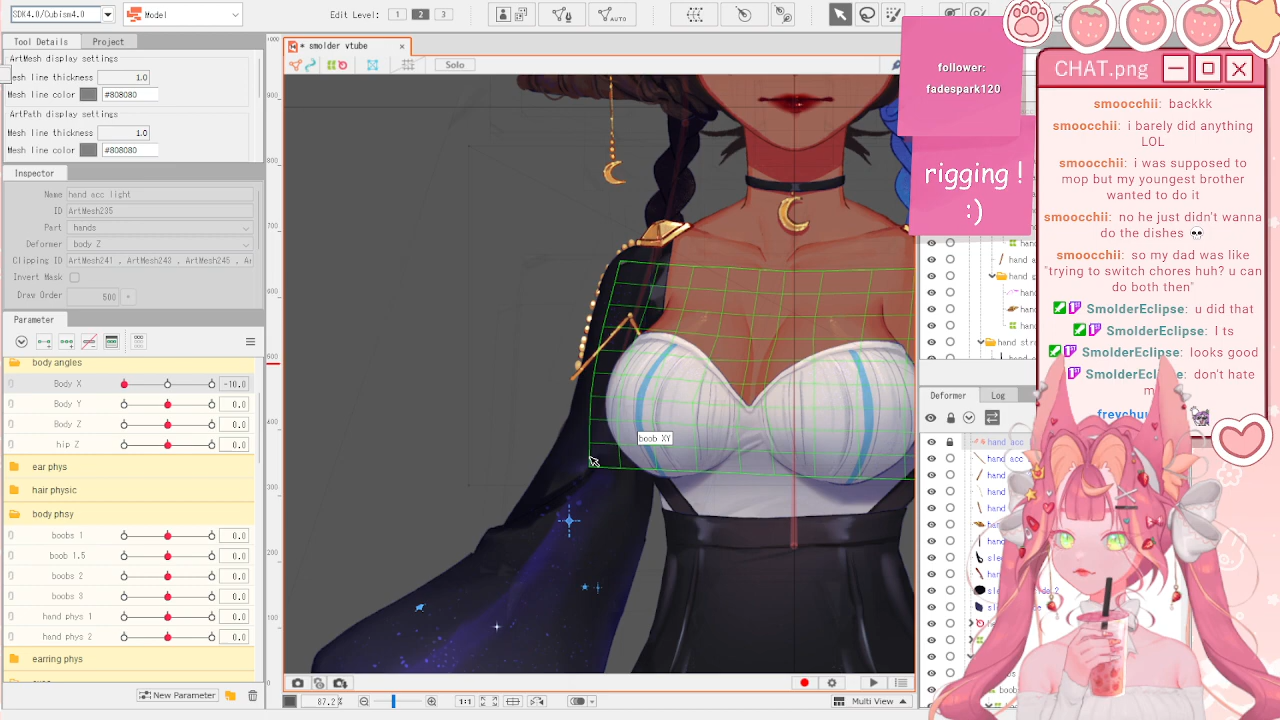 SDK4.0/Cubism4.0
Model
Edit Level: 1 2 3
AUTO
Tool Details
Project
ArtMesh display settings
Mesh line thickness 1.0
Mesh line color #808080
ArtPath display settings
Mesh line thickness 1.0
Mesh line color #808080
Inspector
Name hand acc light
ID ArtMesh235
Part hands
Deformer body Z
Clipping ID ArtMesh241 , ArtMesh243 , ArtMesh245 , Ar
Invert Mask
Draw Order 500
Parameter
body angles
Body X -10.0
Body Y 0.0
Body Z 0.0
hip Z 0.0
ear phys
hair physic
body phsy
boobs 1 0.0
boob 1.5 0.0
boobs 2 0.0
boobs 3 0.0
hand phys 1 0.0
hand phys 2 0.0
earring phys
New Parameter
* smolder vtube
Solo
boob XY
1:1
Multi View
follower:
fadespark120
rigging !
:)
Deformer
Log
hand acc
hand acc
CHAT.png
smoocchii: backkk
smoocchii: i barely did anything
LOL
smoocchii: i was supposed to
mop but my youngest brother
wanted to do it
smoocchii: no he just didn't wanna
do the dishes 💀
smoocchii: so my dad was like
"trying to switch chores huh? u can
do both then"
SmolderEclipse: u did that
SmolderEclipse: I ts
SmolderEclipse: looks good
SmolderEclipse: don't hate